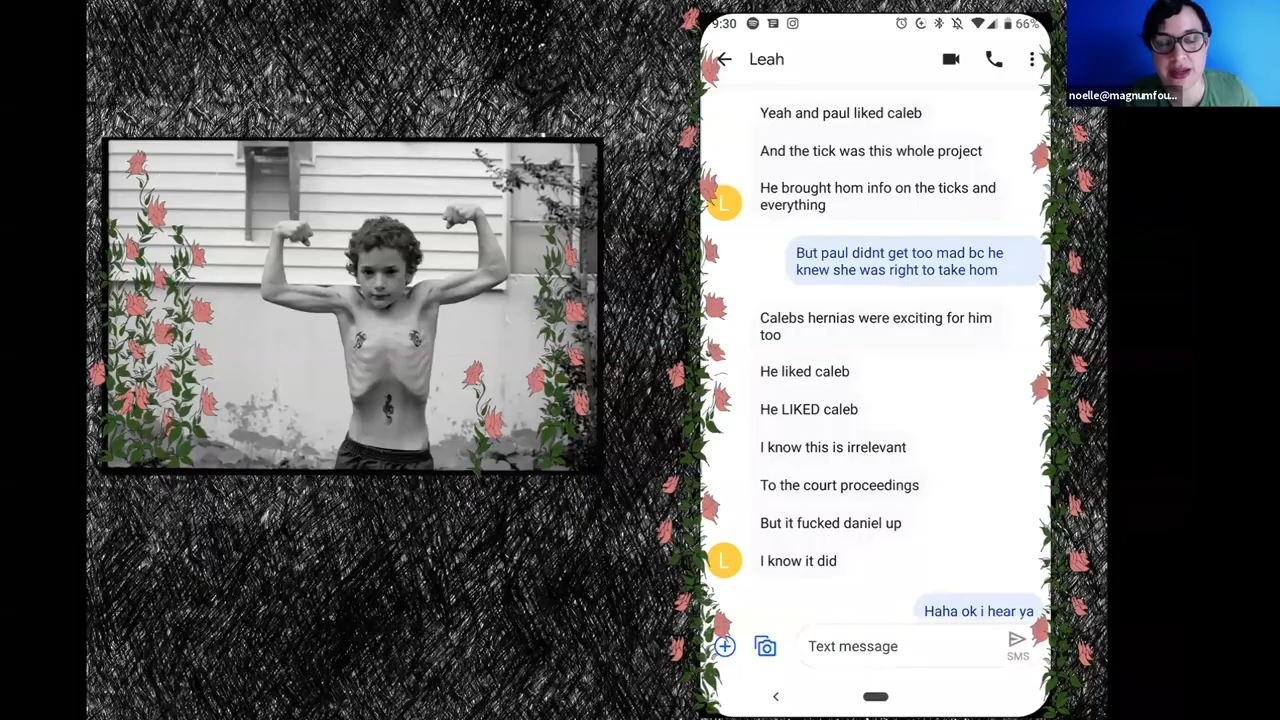 9:30
66%
noelle@magnumfou...
Leah
Yeah and paul liked caleb
And the tick was this whole project
He brought hom info on the ticks and
everything
L
But paul didnt get too mad bc he
knew she was right to take hom
Calebs hernias were exciting for him
too
He liked caleb
He LIKED caleb
I know this is irrelevant
To the court proceedings
But it fucked daniel up
I know it did
L
Haha ok i hear ya
Text message
SMS